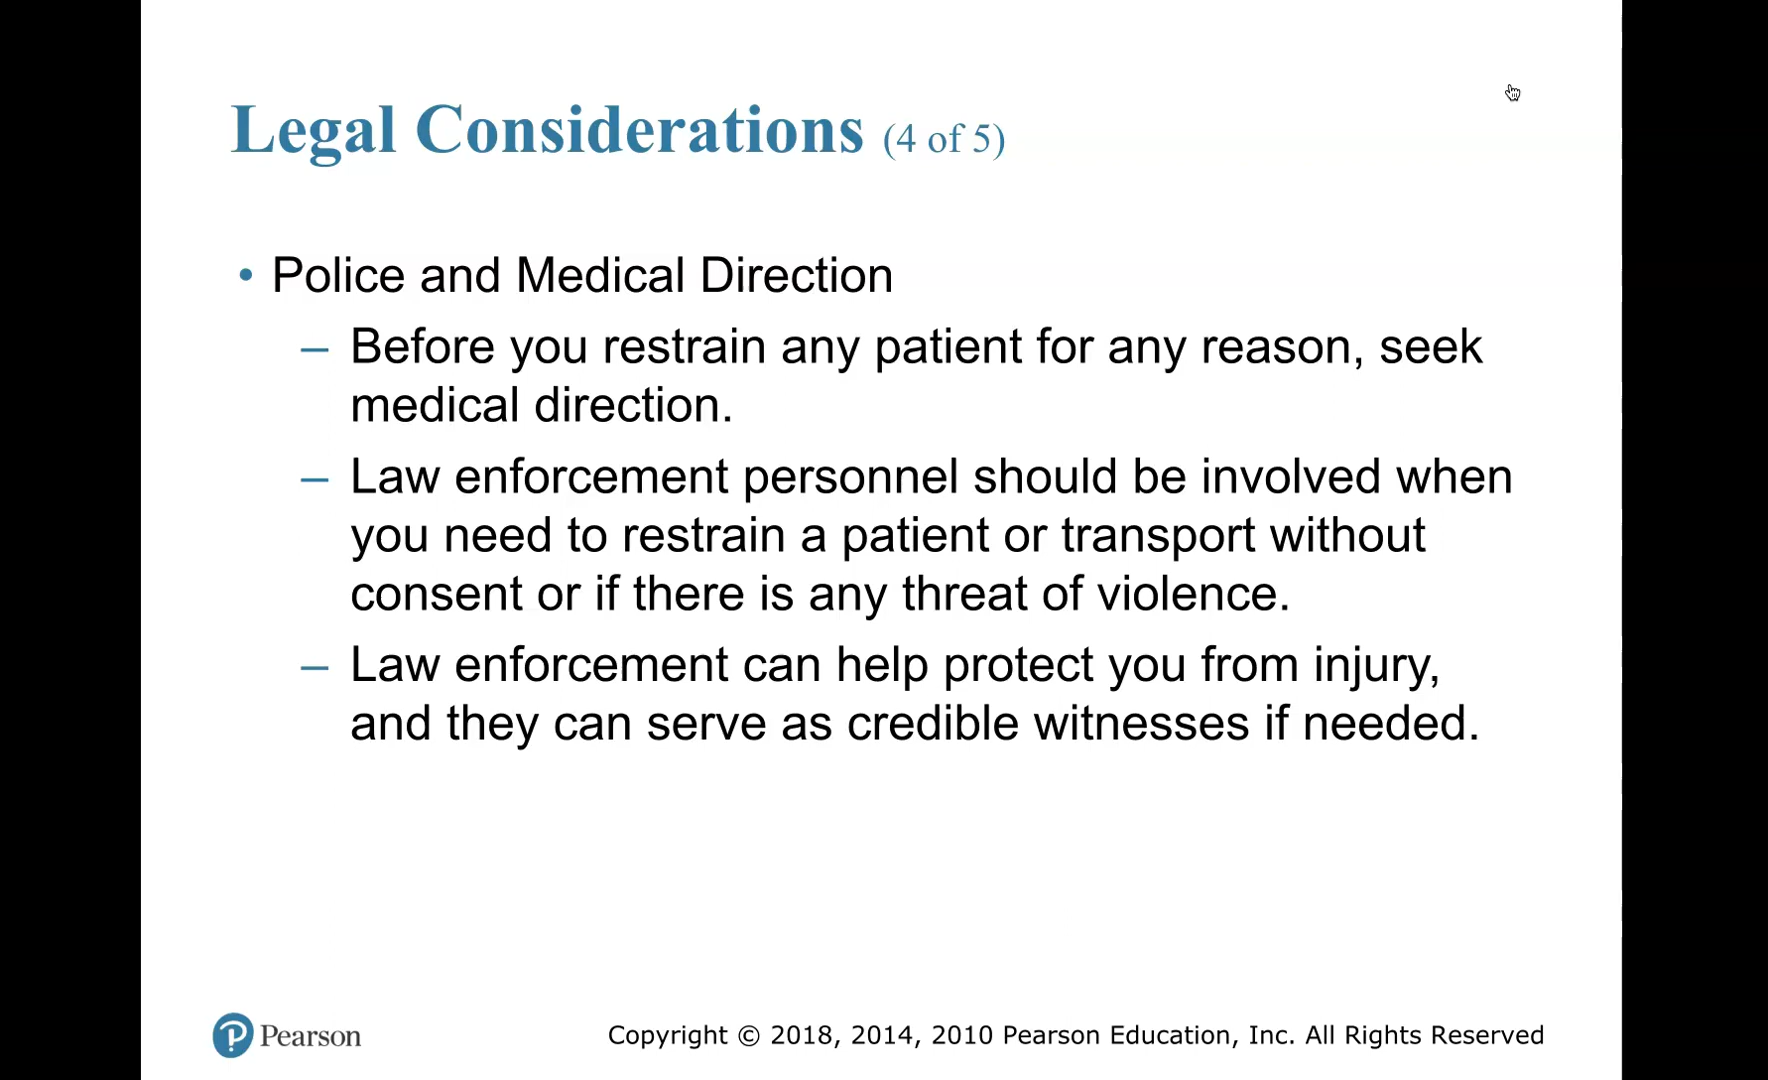 Legal Considerations (4 of 5)
• Police and Medical Direction
– Before you restrain any patient for any reason, seek
medical direction.
– Law enforcement personnel should be involved when
you need to restrain a patient or transport without
consent or if there is any threat of violence.
– Law enforcement can help protect you from injury,
and they can serve as credible witnesses if needed.
P Pearson
Copyright © 2018, 2014, 2010 Pearson Education, Inc. All Rights Reserved